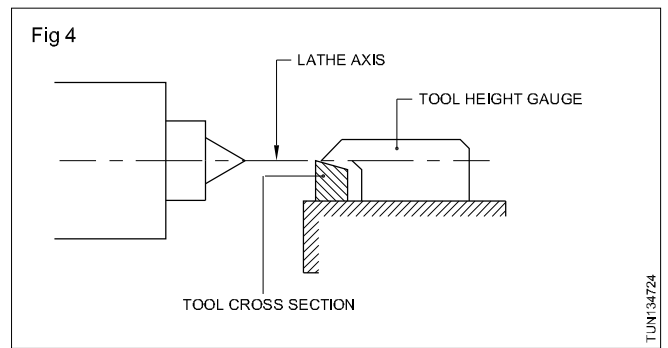 Fig 4
LATHE AXIS
TOOL HEIGHT GAUGE
TOOL CROSS SECTION
TUN134724